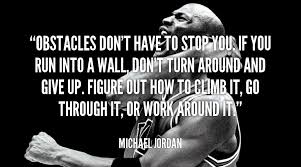 “OBSTACLES DON’T HAVE TO STOP YOU. IF YOU
RUN INTO A WALL, DON’T TURN AROUND AND
GIVE UP. FIGURE OUT HOW TO CLIMB IT, GO
THROUGH IT, OR WORK AROUND IT.”
MICHAEL JORDAN